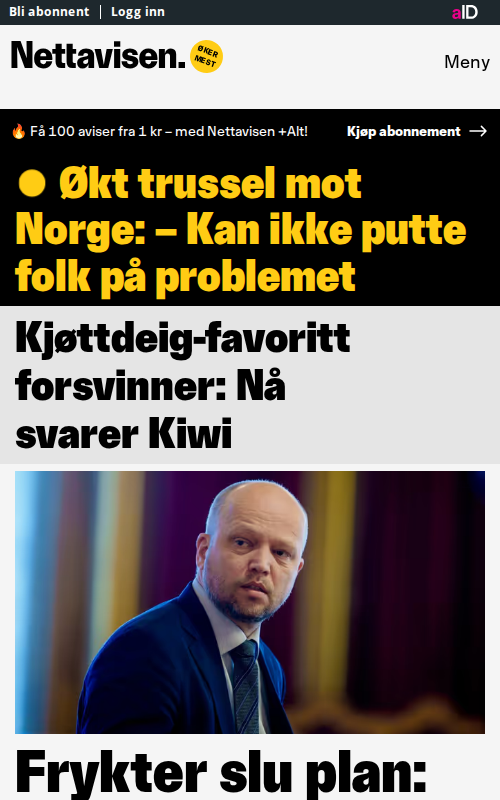 Bli abonnent | Logg inn
aID
Nettavisen.
ØKER
MEST
Meny
🔥 Få 100 aviser fra 1 kr – med Nettavisen +Alt!
Kjøp abonnement →
Økt trussel mot
Norge: – Kan ikke putte
folk på problemet
Kjøttdeig-favoritt
forsvinner: Nå
svarer Kiwi
Frykter slu plan: